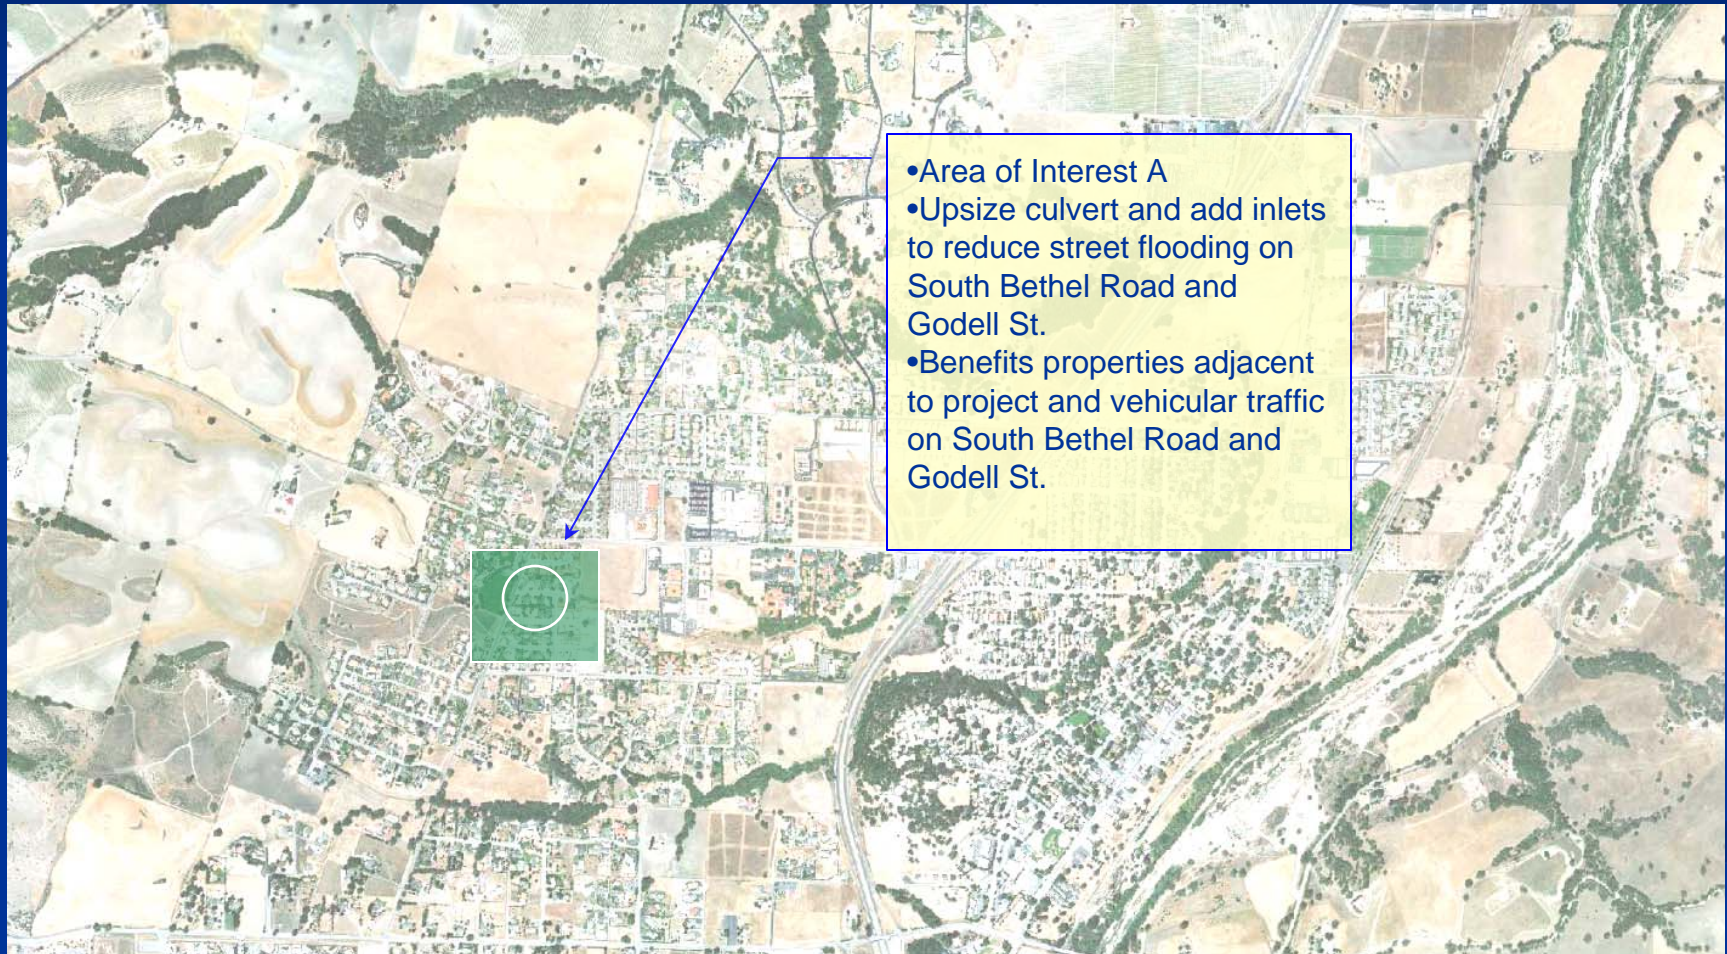 •Area of Interest A
•Upsize culvert and add inlets
to reduce street flooding on
South Bethel Road and
Godell St.
•Benefits properties adjacent
to project and vehicular traffic
on South Bethel Road and
Godell St.